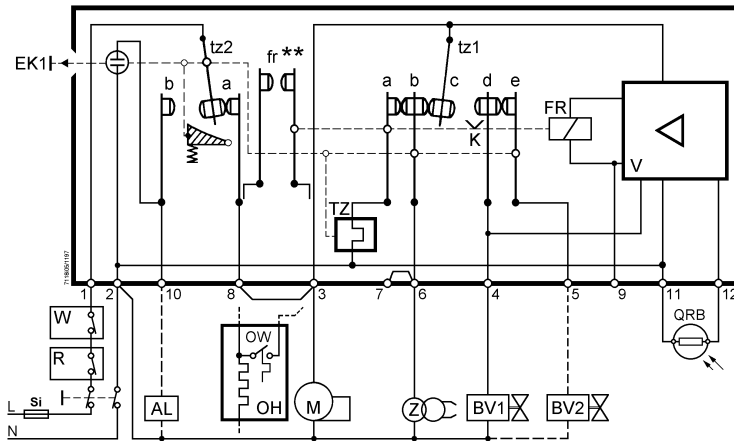 tz2
fr **
tz1
EK1
b
a
a
b
c
d
e
FR
K
V
TZ
711B05/1197
1
2
10
8
3
7
6
4
5
9
11
12
W
R
QRB
OW
OH
AL
M
Z
BV1
BV2
L
Si
N